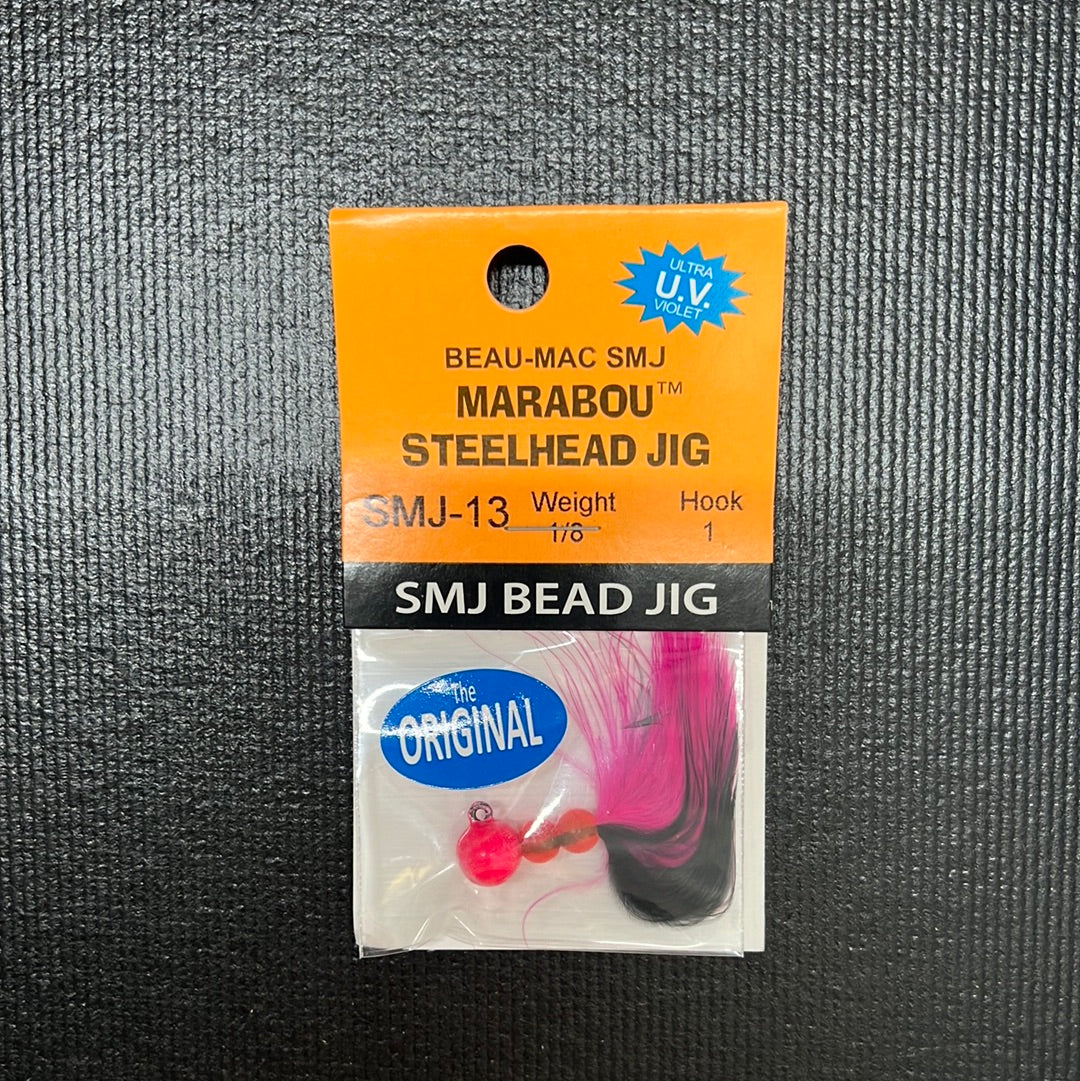 ULTRA
U.V.
VIOLET
BEAU-MAC SMJ
MARABOU™
STEELHEAD JIG
SMJ-13 Weight Hook
1/8 1
SMJ BEAD JIG
The
ORIGINAL